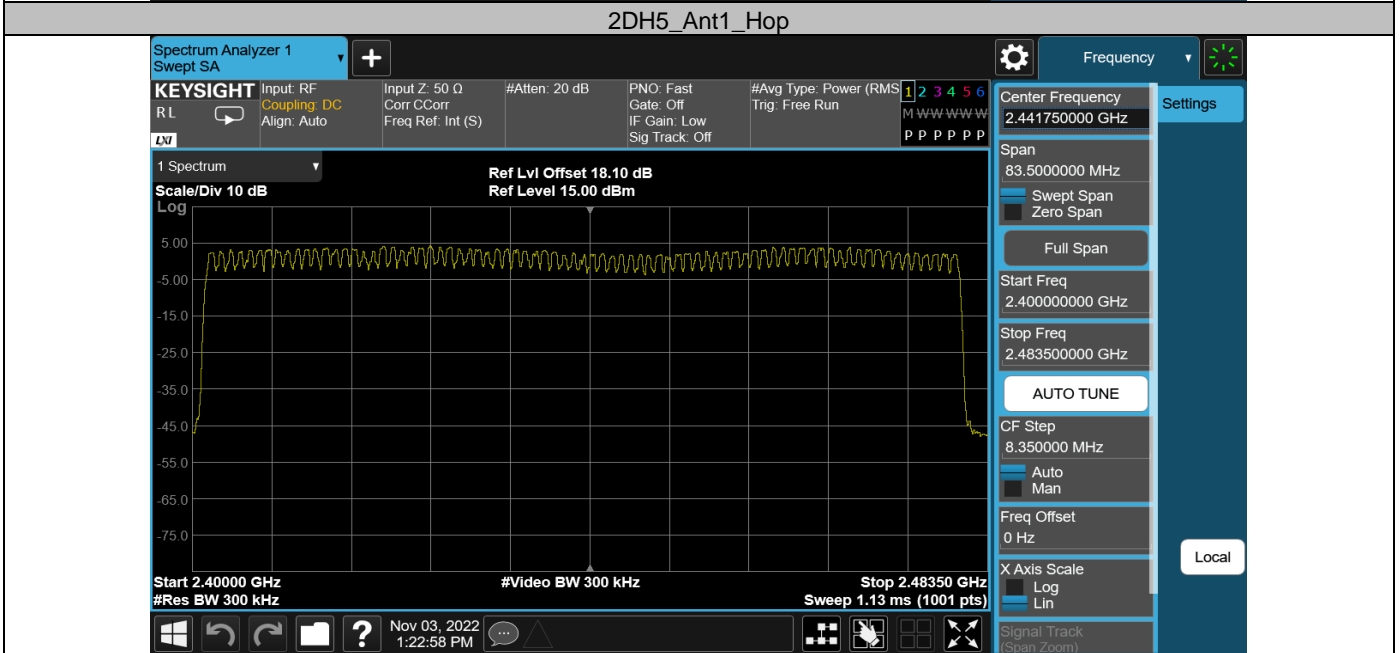 2DH5_Ant1_Hop
Spectrum Analyzer 1
Swept SA
+
Frequency
KEYSIGHT
RL
LXI
Input: RF
Coupling: DC
Align: Auto
Input Z: 50 Ω
Corr CCorr
Freq Ref: Int (S)
#Atten: 20 dB
PNO: Fast
Gate: Off
IF Gain: Low
Sig Track: Off
#Avg Type: Power (RMS
Trig: Free Run
1 2 3 4 5 6
M W W W W W
P P P P P P
1 Spectrum
Scale/Div 10 dB
Log
Ref Lvl Offset 18.10 dB
Ref Level 15.00 dBm
5.00
-5.00
-15.0
-25.0
-35.0
-45.0
-55.0
-65.0
-75.0
Start 2.40000 GHz
#Res BW 300 kHz
#Video BW 300 kHz
Stop 2.48350 GHz
Sweep 1.13 ms (1001 pts)
?
Nov 03, 2022
1:22:58 PM
Center Frequency
2.441750000 GHz
Span
83.5000000 MHz
Swept Span
Zero Span
Full Span
Start Freq
2.400000000 GHz
Stop Freq
2.483500000 GHz
AUTO TUNE
CF Step
8.350000 MHz
Auto
Man
Freq Offset
0 Hz
X Axis Scale
Log
Lin
Signal Track
(Span Zoom)
Settings
Local